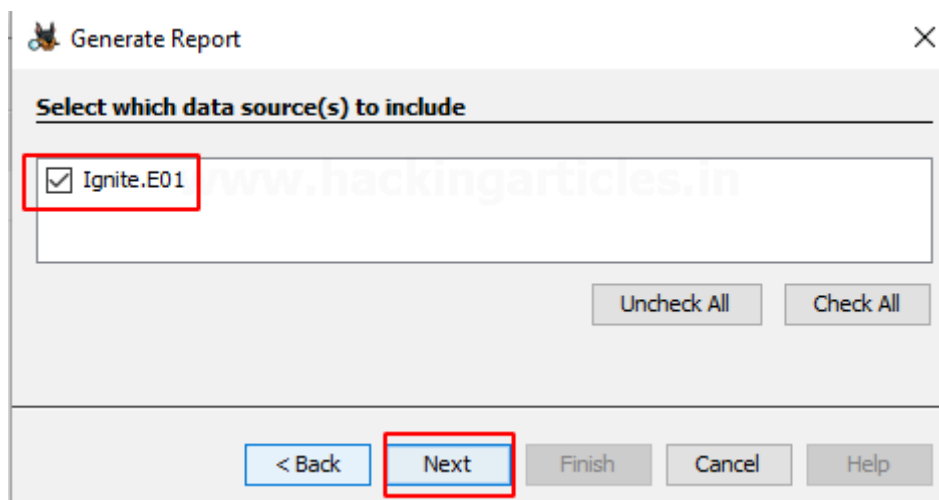 Generate Report
Select which data source(s) to include
Ignite.E01
www.hackingarticles.in
Uncheck All Check All
< Back Next Finish Cancel Help